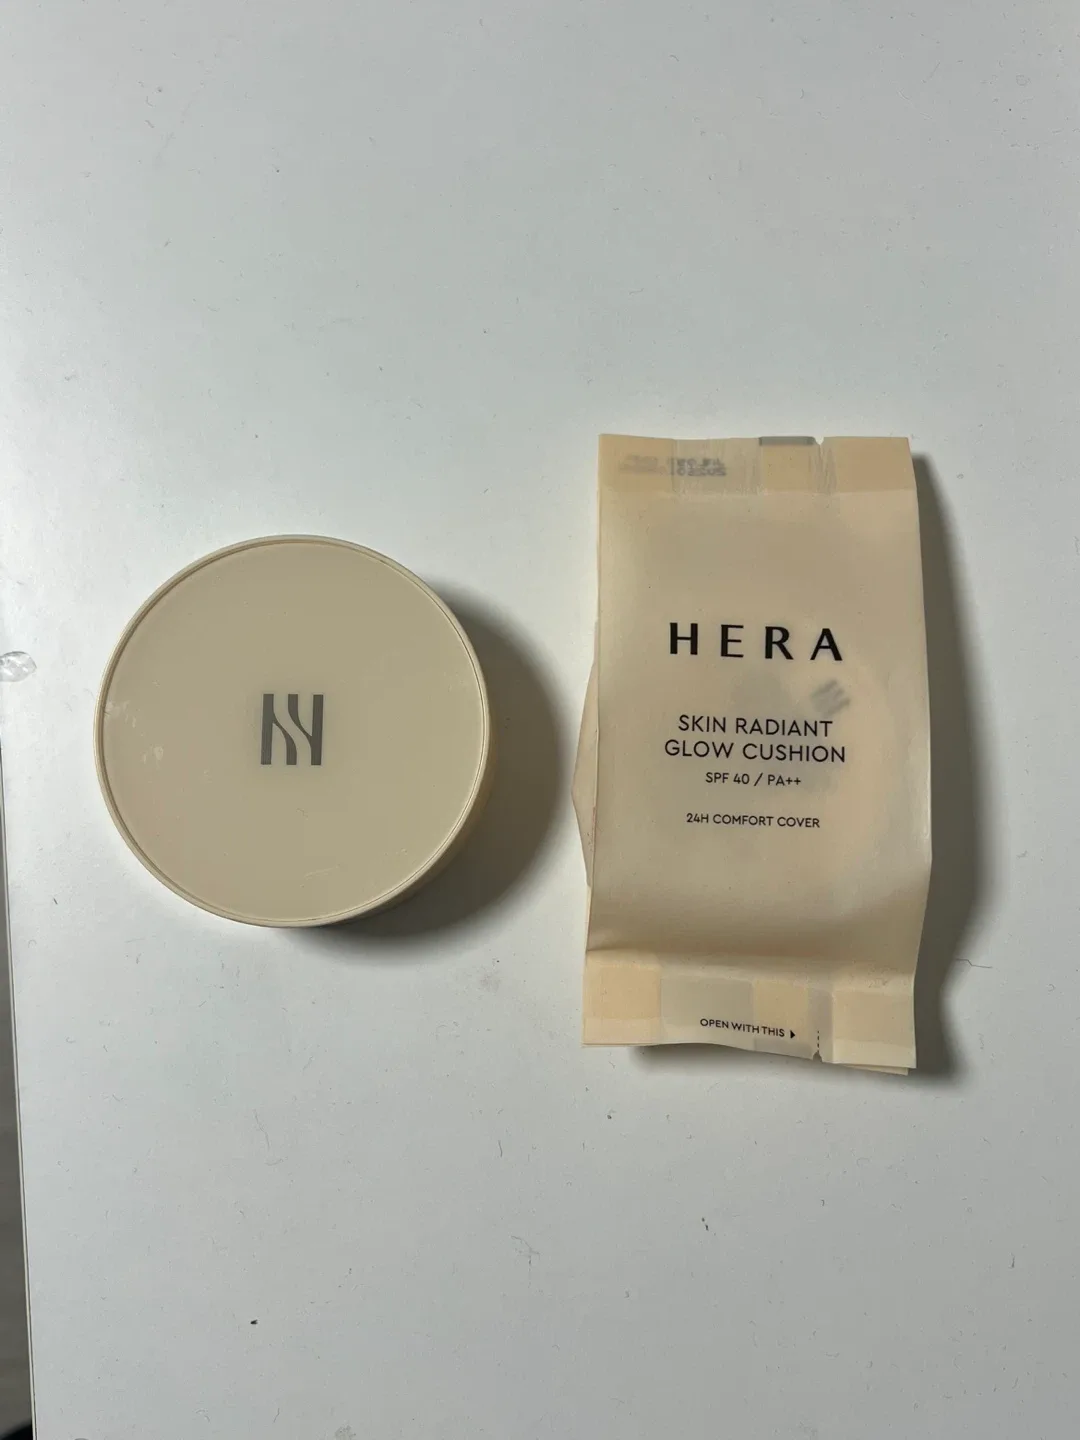 HERA
SKIN RADIANT
GLOW CUSHION
SPF 40 / PA++
24H COMFORT COVER
OPEN WITH THIS